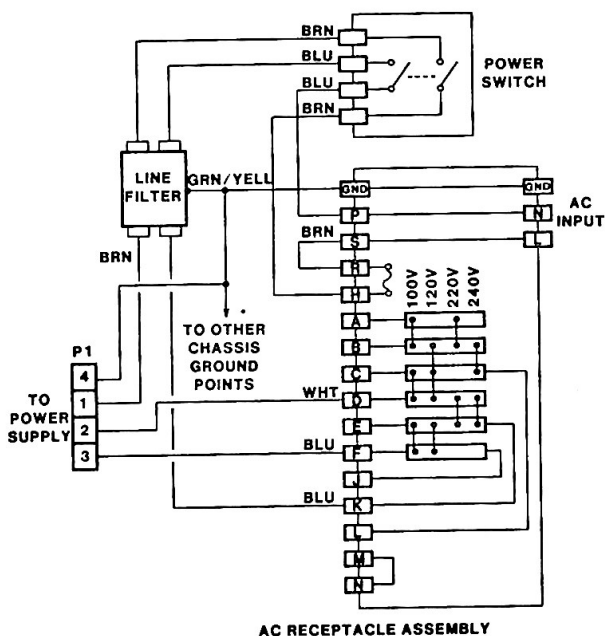 BRN
BLU
BLU
BRN
POWER
SWITCH
LINE
FILTER
GRN/YELL
GND
GND
P
N
AC
INPUT
BRN
S
L
BRN
R
H
100V
120V
220V
240V
TO OTHER
CHASSIS
GROUND
POINTS
A
B
P1
4
1
2
3
TO
POWER
SUPPLY
C
WHT
D
E
BLU
F
J
BLU
K
L
M
N
AC RECEPTACLE ASSEMBLY